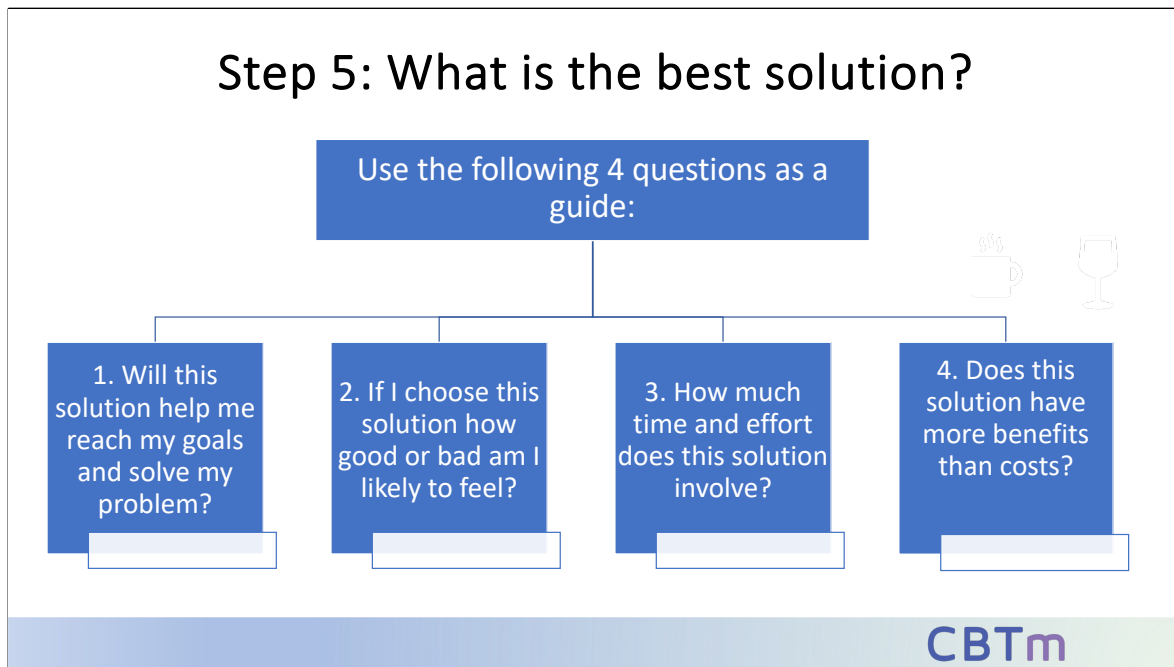 Step 5: What is the best solution?
Use the following 4 questions as a
guide:
1. Will this
solution help me
reach my goals
and solve my
problem?
2. If I choose this
solution how
good or bad am I
likely to feel?
3. How much
time and effort
does this solution
involve?
4. Does this
solution have
more benefits
than costs?
CBTm